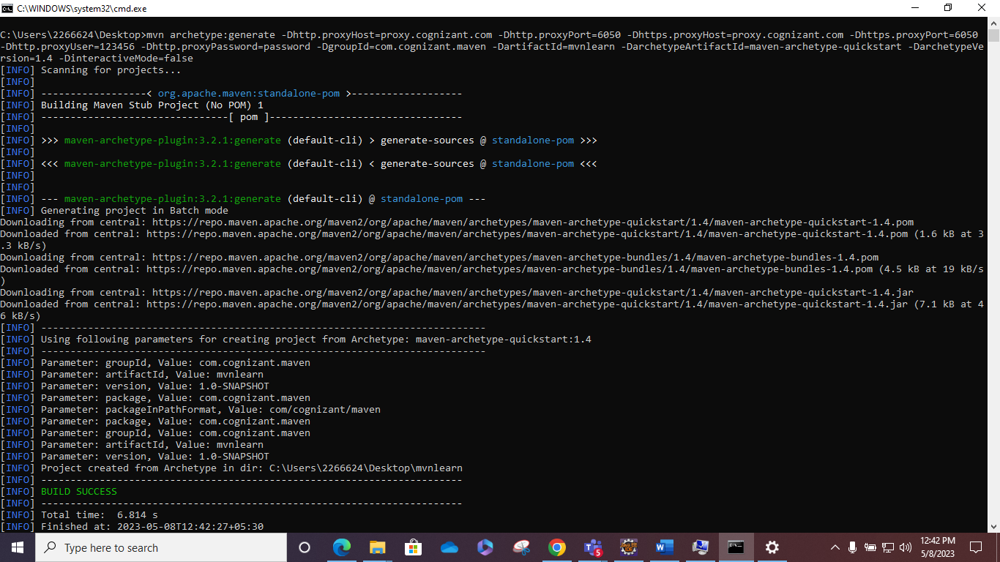 C:\WINDOWS\system32\cmd.exe
C:\Users\2266624\Desktop>mvn archetype:generate -Dhttp.proxyHost=proxy.cognizant.com -Dhttp.proxyPort=6050 -Dhttps.proxyHost=proxy.cognizant.com -Dhttps.proxyPort=6050
-Dhttp.proxyUser=123456 -Dhttp.proxyPassword=password -DgroupId=com.cognizant.maven -DartifactId=mvnlearn -DarchetypeArtifactId=maven-archetype-quickstart -DarchetypeVe
rsion=1.4 -DinteractiveMode=false
[INFO] Scanning for projects...
[INFO]
[INFO] ------------------< org.apache.maven:standalone-pom >-------------------
[INFO] Building Maven Stub Project (No POM) 1
[INFO] --------------------------------[ pom ]---------------------------------
[INFO]
[INFO] >>> maven-archetype-plugin:3.2.1:generate (default-cli) > generate-sources @ standalone-pom >>>
[INFO]
[INFO] <<< maven-archetype-plugin:3.2.1:generate (default-cli) < generate-sources @ standalone-pom <<<
[INFO]
[INFO]
[INFO] --- maven-archetype-plugin:3.2.1:generate (default-cli) @ standalone-pom ---
[INFO] Generating project in Batch mode
Downloading from central: https://repo.maven.apache.org/maven2/org/apache/maven/archetypes/maven-archetype-quickstart/1.4/maven-archetype-quickstart-1.4.pom
Downloaded from central: https://repo.maven.apache.org/maven2/org/apache/maven/archetypes/maven-archetype-quickstart/1.4/maven-archetype-quickstart-1.4.pom (1.6 kB at 3
.3 kB/s)
Downloading from central: https://repo.maven.apache.org/maven2/org/apache/maven/archetypes/maven-archetype-bundles/1.4/maven-archetype-bundles-1.4.pom
Downloaded from central: https://repo.maven.apache.org/maven2/org/apache/maven/archetypes/maven-archetype-bundles/1.4/maven-archetype-bundles-1.4.pom (4.5 kB at 19 kB/s
)
Downloading from central: https://repo.maven.apache.org/maven2/org/apache/maven/archetypes/maven-archetype-quickstart/1.4/maven-archetype-quickstart-1.4.jar
Downloaded from central: https://repo.maven.apache.org/maven2/org/apache/maven/archetypes/maven-archetype-quickstart/1.4/maven-archetype-quickstart-1.4.jar (7.1 kB at 4
6 kB/s)
[INFO] ----------------------------------------------------------------------------
[INFO] Using following parameters for creating project from Archetype: maven-archetype-quickstart:1.4
[INFO] ----------------------------------------------------------------------------
[INFO] Parameter: groupId, Value: com.cognizant.maven
[INFO] Parameter: artifactId, Value: mvnlearn
[INFO] Parameter: version, Value: 1.0-SNAPSHOT
[INFO] Parameter: package, Value: com.cognizant.maven
[INFO] Parameter: packageInPathFormat, Value: com/cognizant/maven
[INFO] Parameter: package, Value: com.cognizant.maven
[INFO] Parameter: groupId, Value: com.cognizant.maven
[INFO] Parameter: artifactId, Value: mvnlearn
[INFO] Parameter: version, Value: 1.0-SNAPSHOT
[INFO] Project created from Archetype in dir: C:\Users\2266624\Desktop\mvnlearn
[INFO] ------------------------------------------------------------------------
[INFO] BUILD SUCCESS
[INFO] ------------------------------------------------------------------------
[INFO] Total time:  6.814 s
[INFO] Finished at: 2023-05-08T12:42:27+05:30
Type here to search
5
12:42 PM
5/8/2023